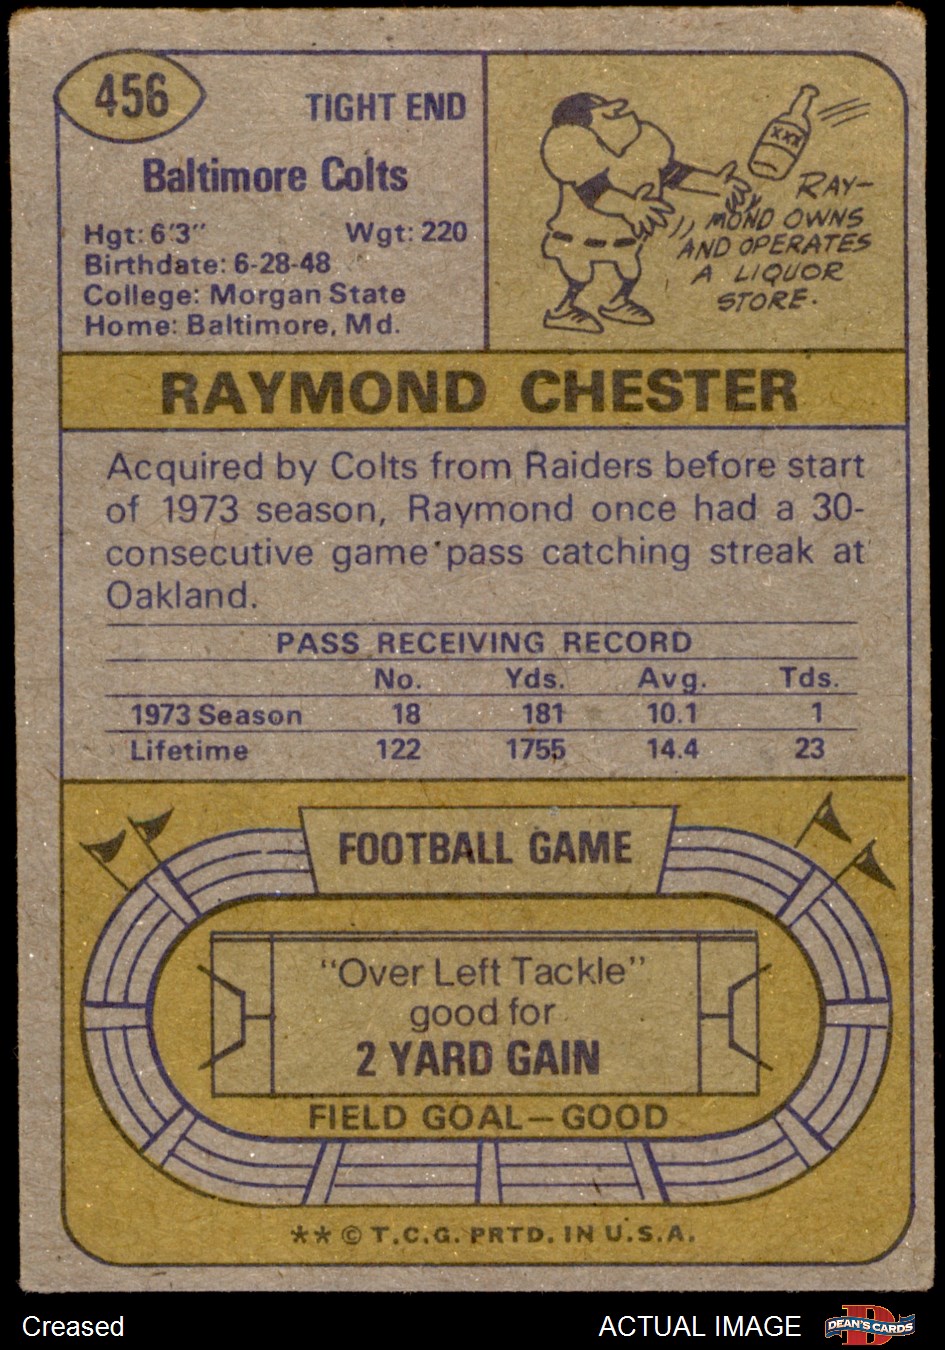 456
TIGHT END
Baltimore Colts
Hgt: 6'3" Wgt: 220
Birthdate: 6-28-48
College: Morgan State
Home: Baltimore, Md.
XXX
RAY-
MOND OWNS
AND OPERATES
A LIQUOR
STORE.
RAYMOND CHESTER
Acquired by Colts from Raiders before start
of 1973 season, Raymond once had a 30-
consecutive game pass catching streak at
Oakland.
PASS RECEIVING RECORD
No. Yds. Avg. Tds.
1973 Season 18 181 10.1 1
Lifetime 122 1755 14.4 23
FOOTBALL GAME
"Over Left Tackle"
good for
2 YARD GAIN
FIELD GOAL—GOOD
** © T.C.G. PRTD. IN U.S.A.
Creased
ACTUAL IMAGE
DEAN'S CARDS